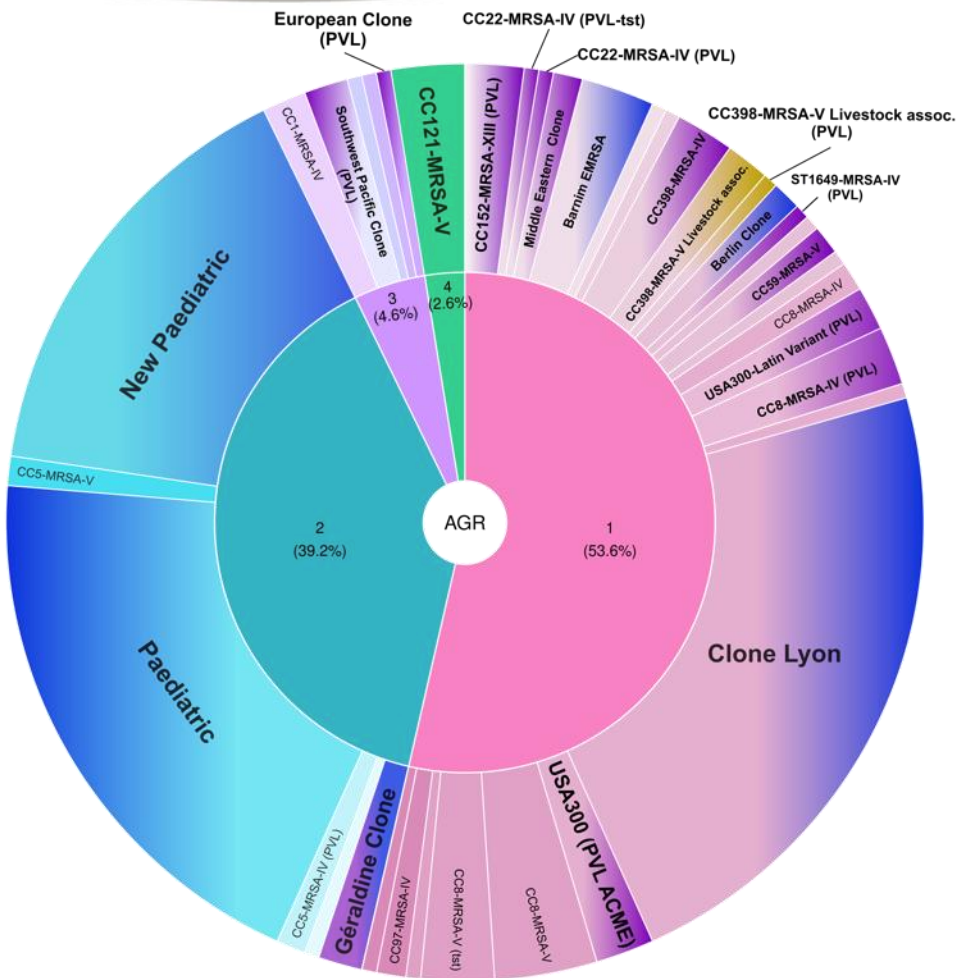 European Clone
(PVL)
CC22-MRSA-IV (PVL-tst)
CC22-MRSA-IV (PVL)
CC398-MRSA-V Livestock assoc.
(PVL)
ST1649-MRSA-IV
(PVL)
CC152-MRSA-XIII (PVL)
Middle Eastern Clone
Barnim EMRSA
CC398-MRSA-IV
CC398-MRSA-V Livestock assoc.
Berlin Clone
CC59-MRSA-V
CC8-MRSA-IV
USA300-Latin Variant (PVL)
CC8-MRSA-IV (PVL)
Clone Lyon
USA300 (PVL ACME)
CC8-MRSA-V
CC8-MRSA-V (tst)
CC97-MRSA-IV
Géraldine Clone
CC5-MRSA-IV (PVL)
Paediatric
CC5-MRSA-V
New Paediatric
CC1-MRSA-IV
Southwest Pacific Clone
(PVL)
CC121-MRSA-V
3
(4.6%)
4
(2.6%)
2
(39.2%)
AGR
1
(53.6%)